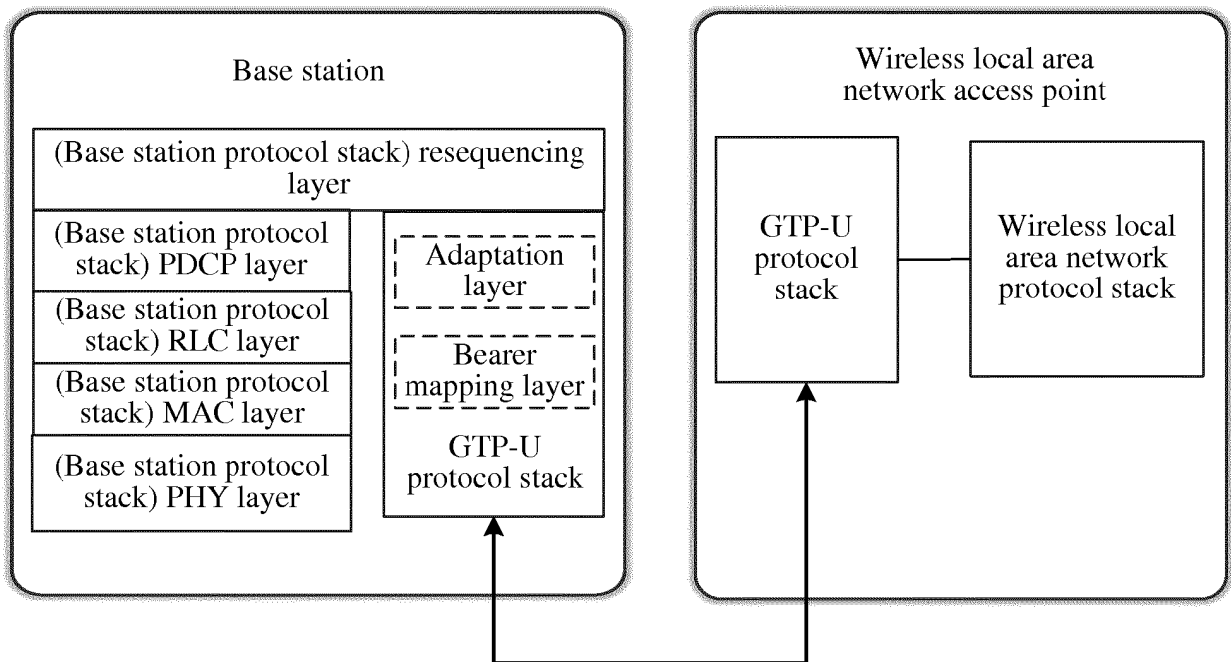 Base station
(Base station protocol stack) resequencing
layer
(Base station protocol
stack) PDCP layer
(Base station protocol
stack) RLC layer
(Base station protocol
stack) MAC layer
(Base station protocol
stack) PHY layer
Adaptation
layer
Bearer
mapping layer
GTP-U
protocol stack
Wireless local area
network access point
GTP-U
protocol
stack
Wireless local
area network
protocol stack